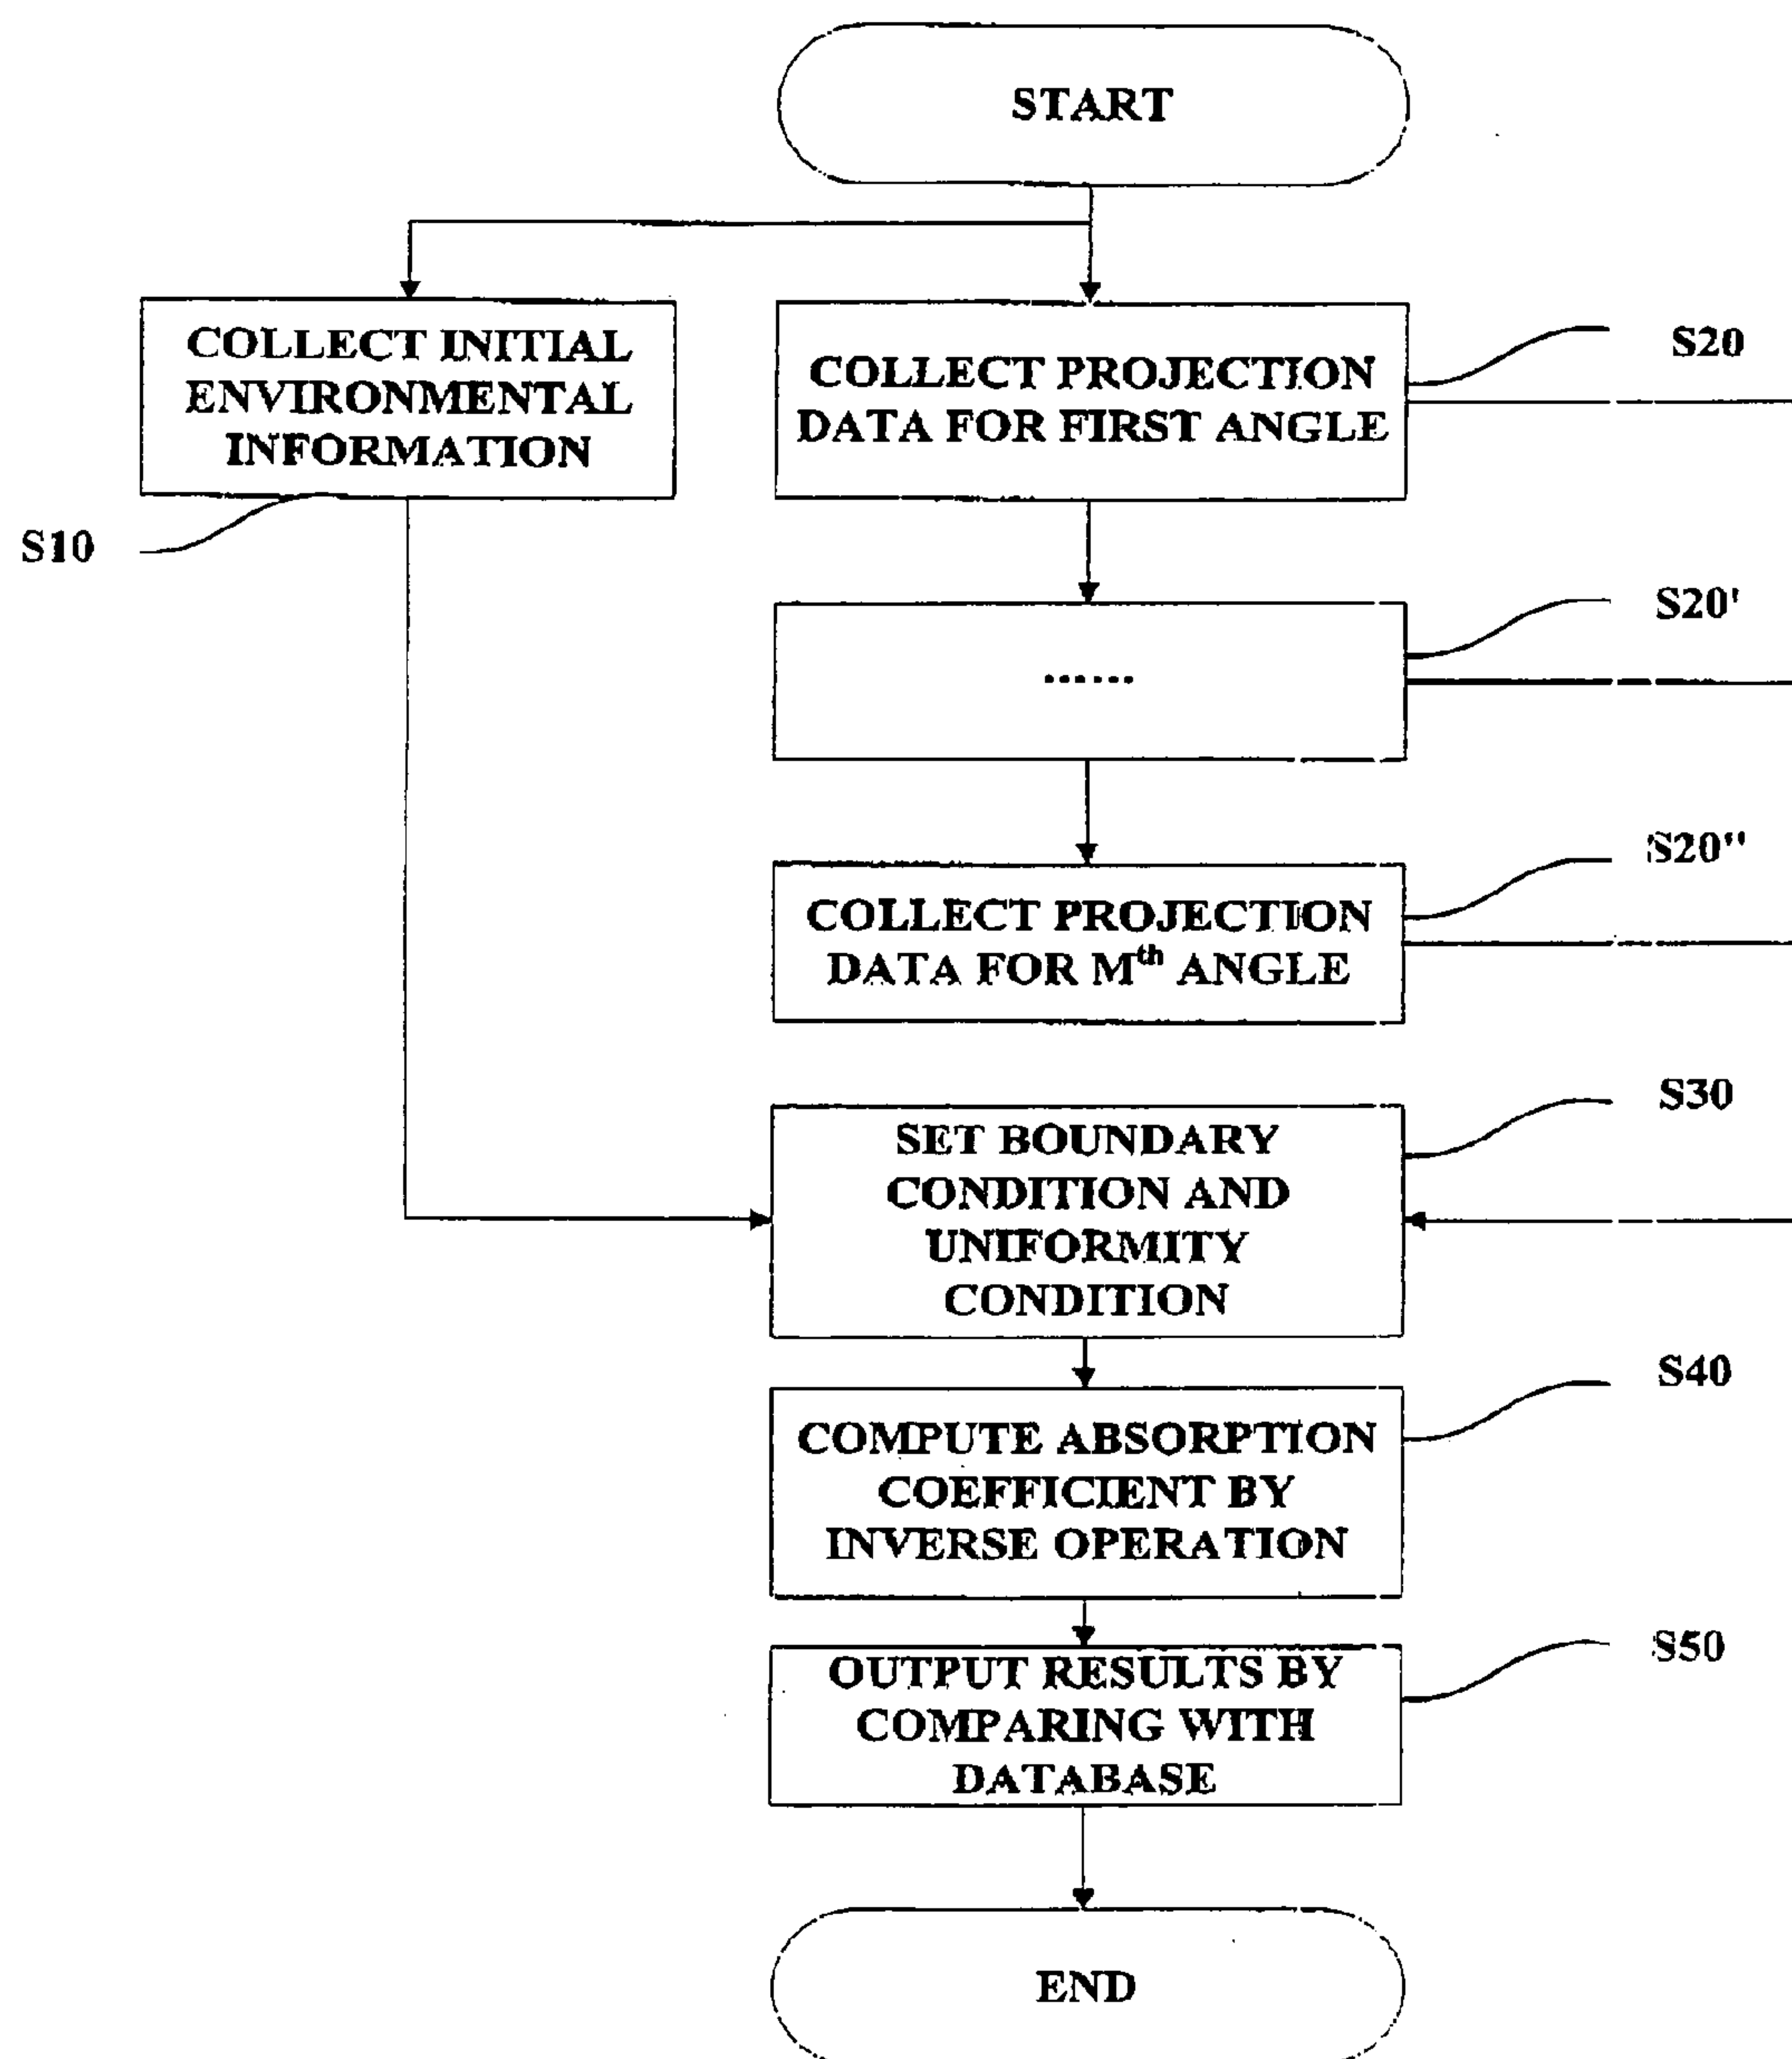 START
COLLECT INITIAL
ENVIRONMENTAL
INFORMATION
S10
COLLECT PROJECTION
DATA FOR FIRST ANGLE
S20
......
S20'
COLLECT PROJECTION
DATA FOR Mth ANGLE
S20"
SET BOUNDARY
CONDITION AND
UNIFORMITY
CONDITION
S30
COMPUTE ABSORPTION
COEFFICIENT BY
INVERSE OPERATION
S40
OUTPUT RESULTS BY
COMPARING WITH
DATABASE
S50
END